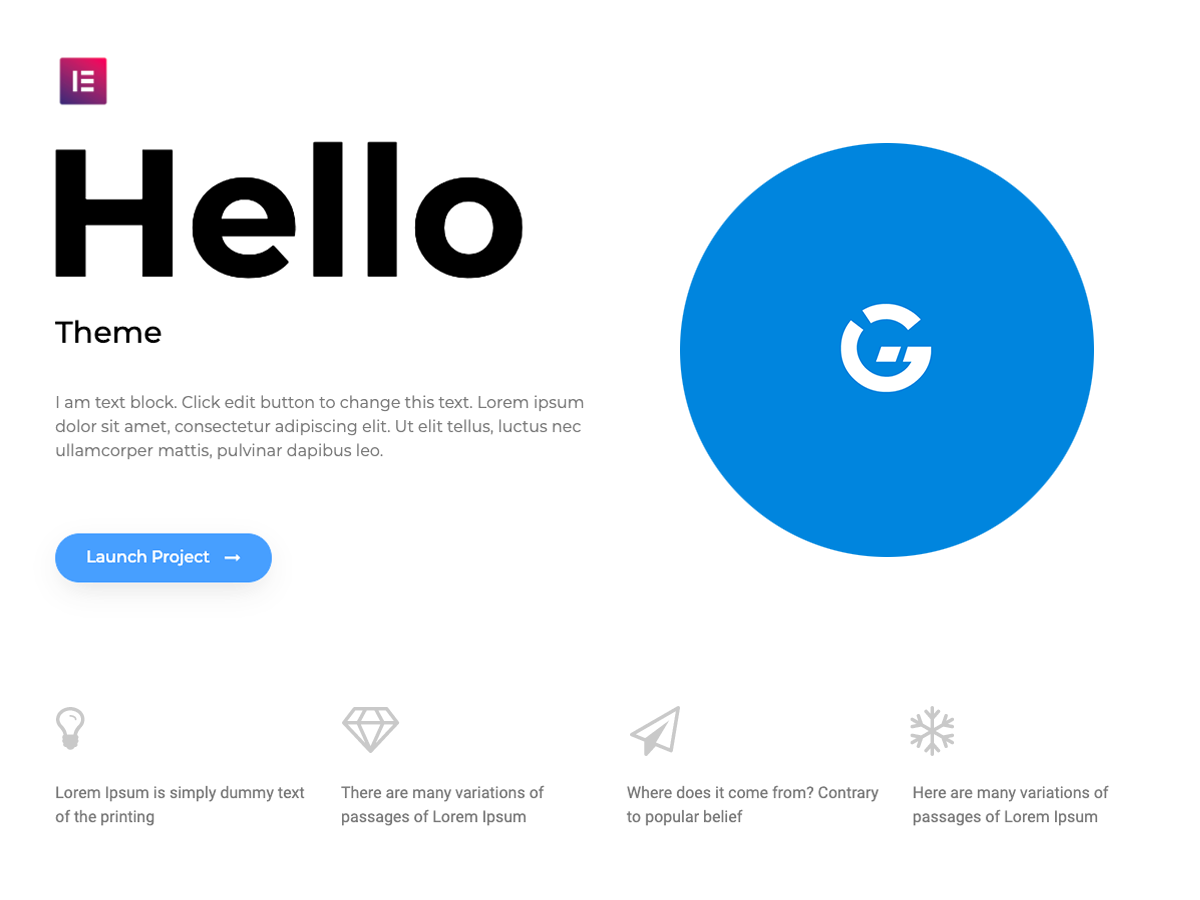 Hello
Theme
I am text block. Click edit button to change this text. Lorem ipsum
dolor sit amet, consectetur adipiscing elit. Ut elit tellus, luctus nec
ullamcorper mattis, pulvinar dapibus leo.
Launch Project
Lorem Ipsum is simply dummy text
of the printing
There are many variations of
passages of Lorem Ipsum
Where does it come from? Contrary
to popular belief
Here are many variations of
passages of Lorem Ipsum